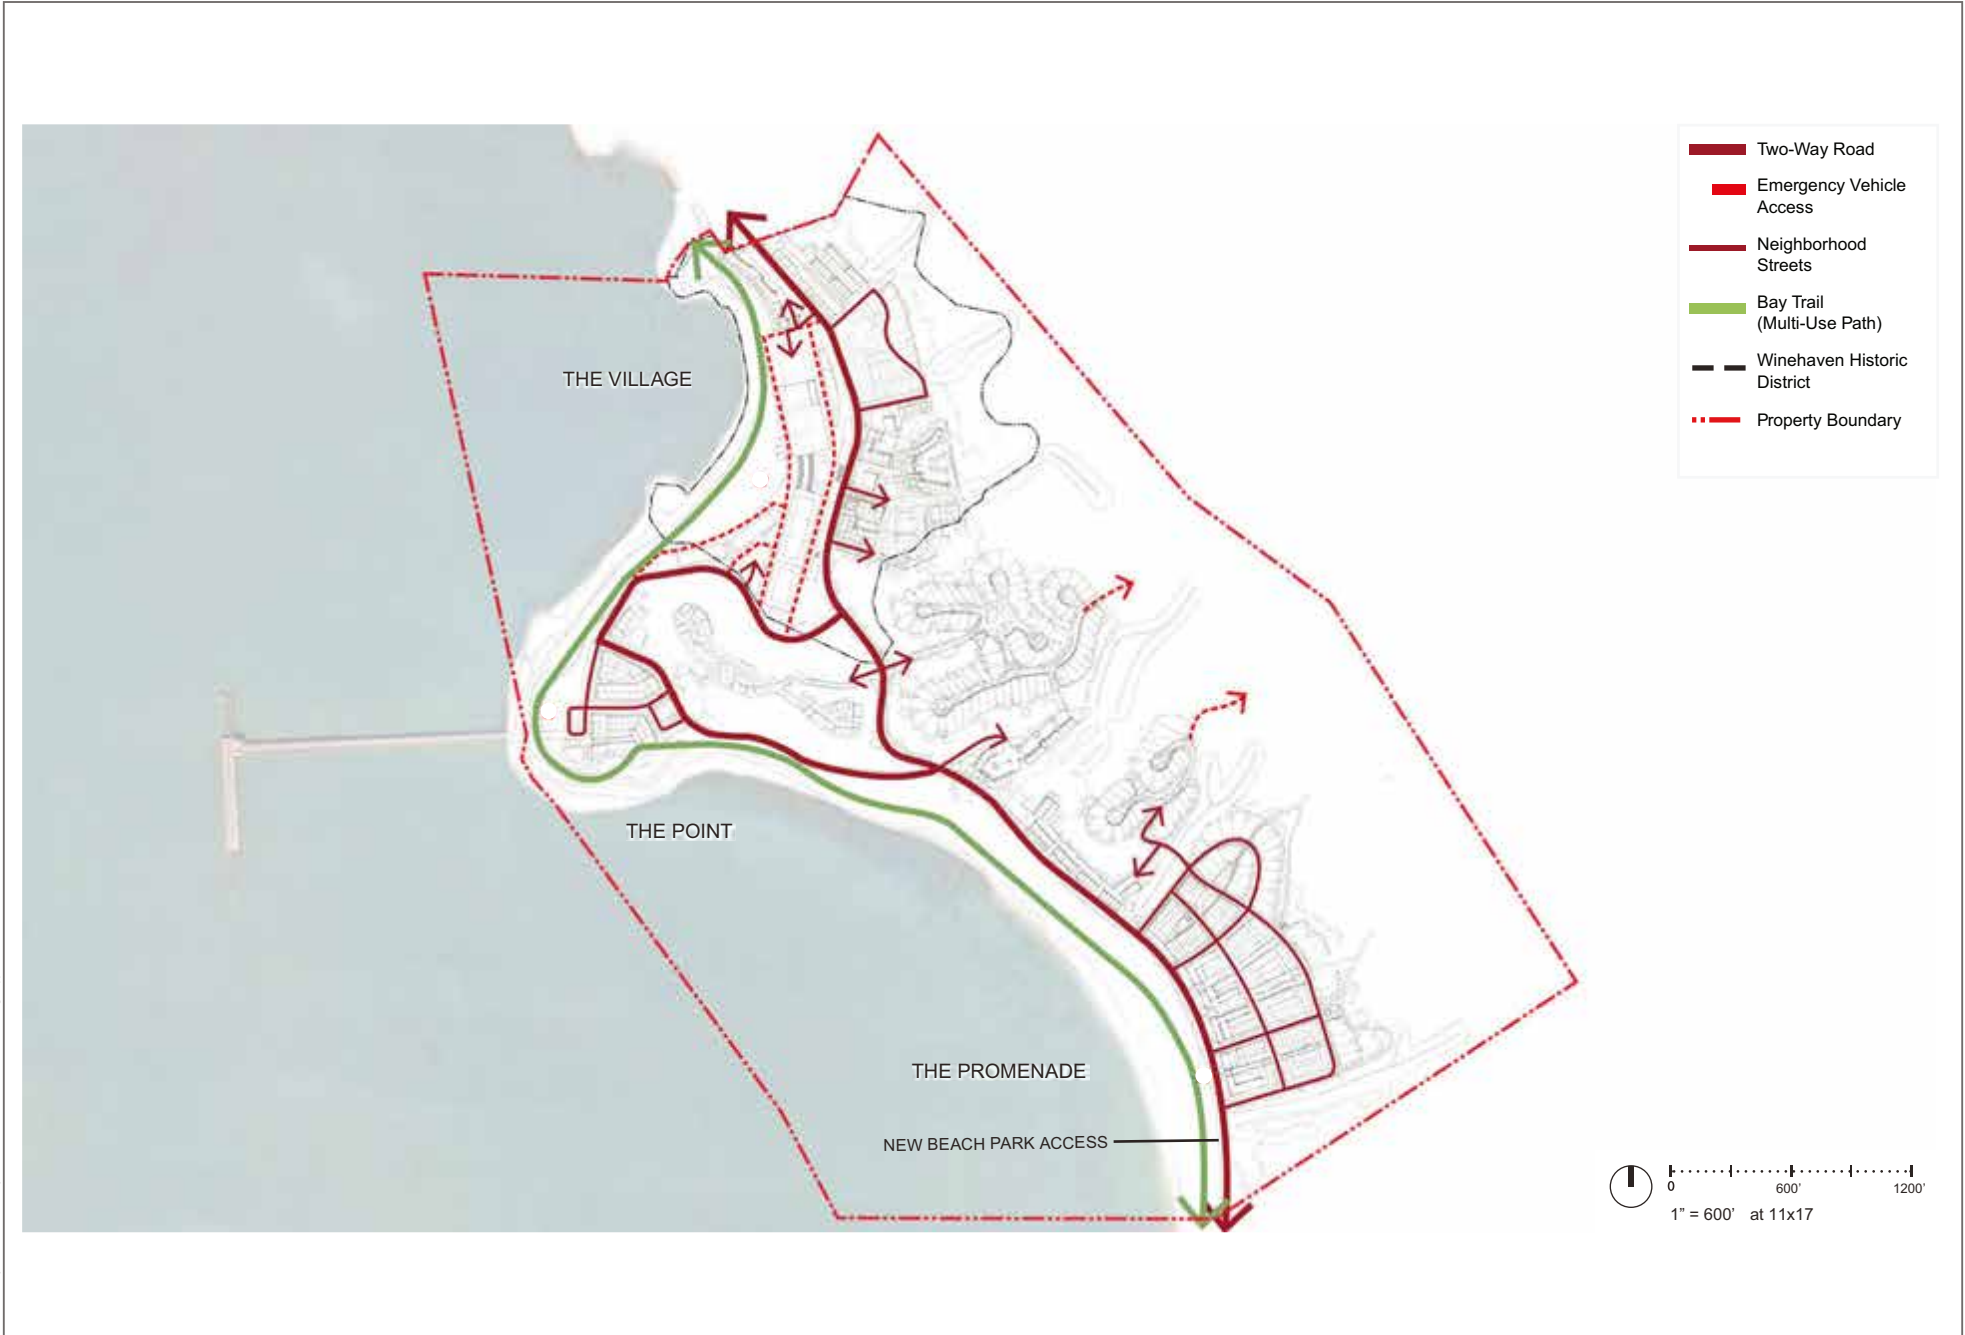 Two-Way Road
Emergency Vehicle
Access
Neighborhood
Streets
Bay Trail
(Multi-Use Path)
Winehaven Historic
District
Property Boundary
THE VILLAGE
THE POINT
THE PROMENADE
NEW BEACH PARK ACCESS
0
600'
1200'
1" = 600' at 11x17